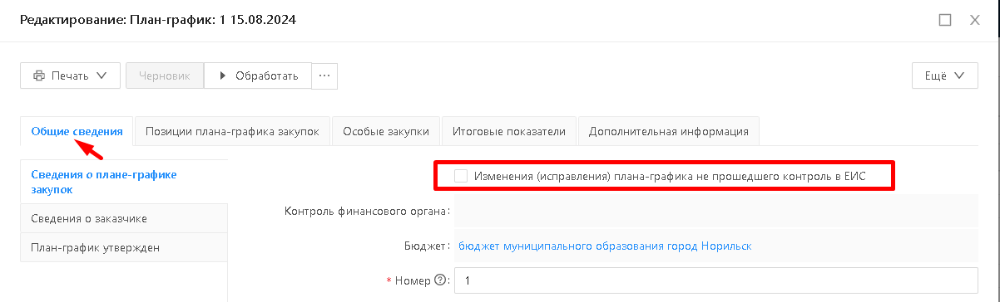 Редактирование: План-график: 1 15.08.2024
Печать
Черновик
Обработать
...
Ещё
Общие сведения
Позиции плана-графика закупок
Особые закупки
Итоговые показатели
Дополнительная информация
Сведения о плане-графике
закупок
Сведения о заказчике
План-график утвержден
Изменения (исправления) плана-графика не прошедшего контроль в ЕИС
Контроль финансового органа:
Бюджет: бюджет муниципального образования город Норильск
* Номер ?: 1